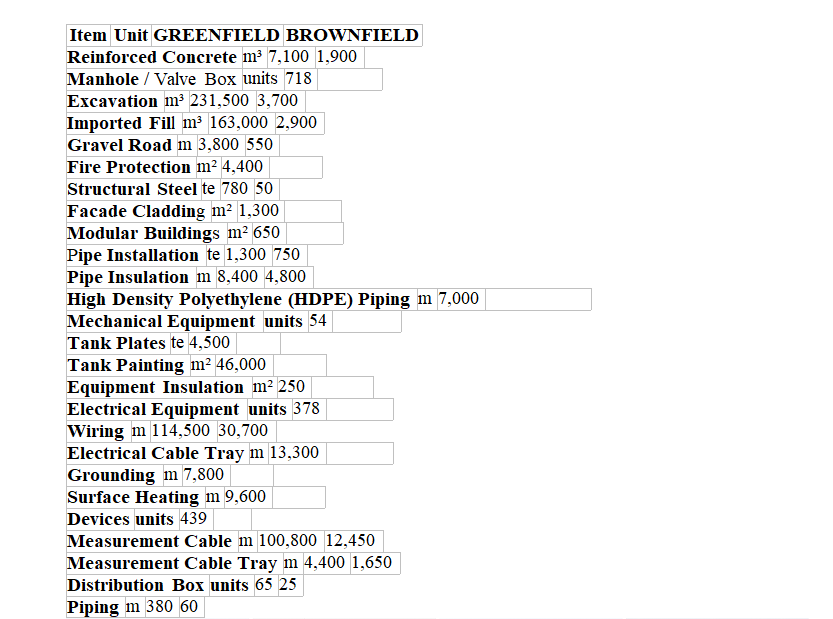 Item Unit GREENFIELD BROWNFIELD
Reinforced Concrete m³ 7,100 1,900
Manhole / Valve Box units 718
Excavation m³ 231,500 3,700
Imported Fill m³ 163,000 2,900
Gravel Road m 3,800 550
Fire Protection m² 4,400
Structural Steel te 780 50
Facade Cladding m² 1,300
Modular Buildings m² 650
Pipe Installation te 1,300 750
Pipe Insulation m 8,400 4,800
High Density Polyethylene (HDPE) Piping m 7,000
Mechanical Equipment units 54
Tank Plates te 4,500
Tank Painting m² 46,000
Equipment Insulation m² 250
Electrical Equipment units 378
Wiring m 114,500 30,700
Electrical Cable Tray m 13,300
Grounding m 7,800
Surface Heating m 9,600
Devices units 439
Measurement Cable m 100,800 12,450
Measurement Cable Tray m 4,400 1,650
Distribution Box units 65 25
Piping m 380 60